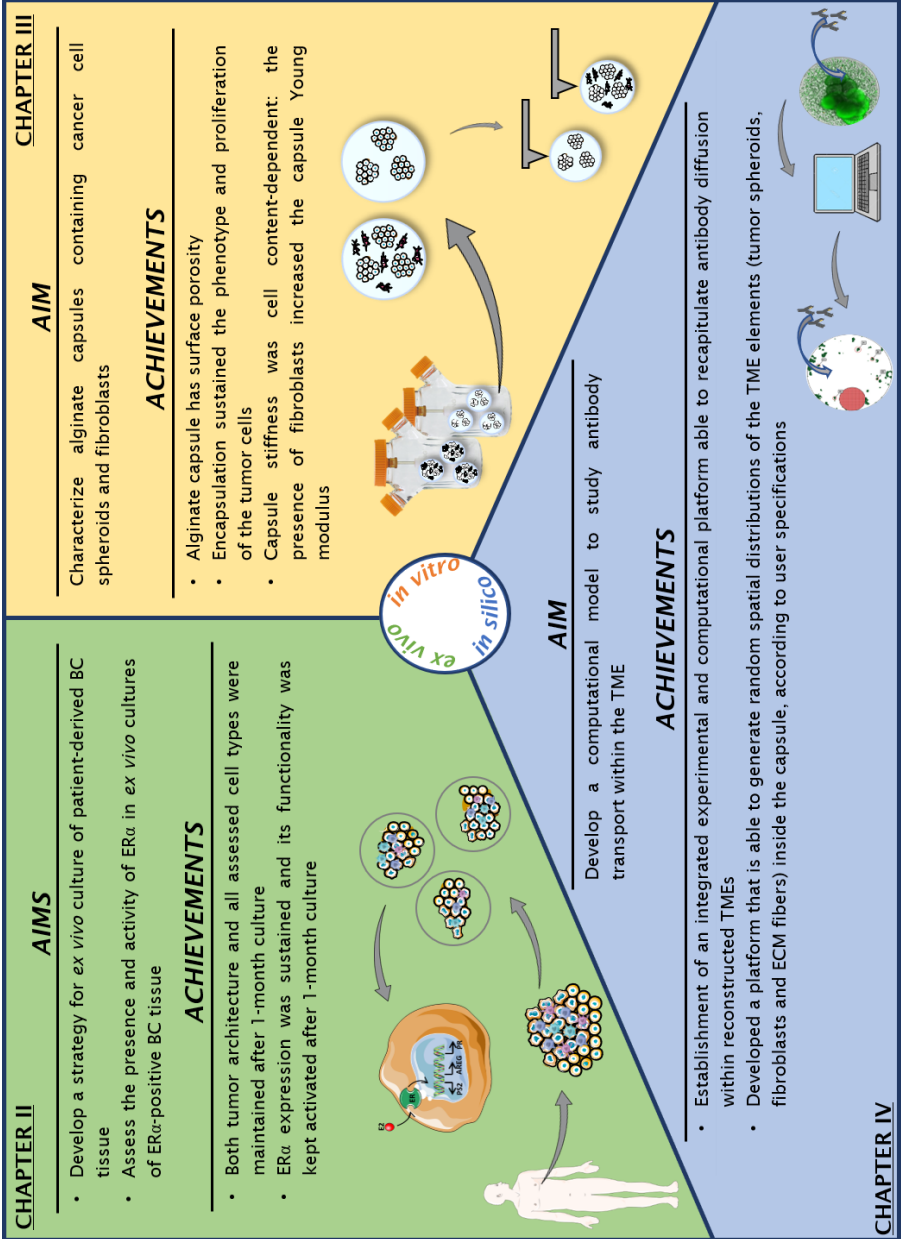 CHAPTER II
AIMS
• Develop a strategy for ex vivo culture of patient-derived BC
tissue
• Assess the presence and activity of ERα in ex vivo cultures
of ERα-positive BC tissue
ACHIEVEMENTS
• Both tumor architecture and all assessed cell types were
maintained after 1-month culture
• ERα expression was sustained and its functionality was
kept activated after 1-month culture
E2
ER
PS2 AREG PR
CHAPTER III
AIM
Characterize alginate capsules containing cancer cell
spheroids and fibroblasts
ACHIEVEMENTS
• Alginate capsule has surface porosity
• Encapsulation sustained the phenotype and proliferation
of the tumor cells
• Capsule stiffness was cell content-dependent: the
presence of fibroblasts increased the capsule Young
modulus
ex vivo
in vitro
in silico
AIM
Develop a computational model to study antibody
transport within the TME
ACHIEVEMENTS
• Establishment of an integrated experimental and computational platform able to recapitulate antibody diffusion
within reconstructed TMEs
• Developed a platform that is able to generate random spatial distributions of the TME elements (tumor spheroids,
fibroblasts and ECM fibers) inside the capsule, according to user specifications
CHAPTER IV